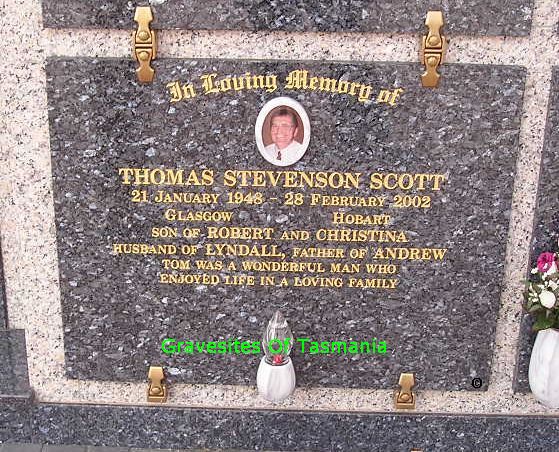 In Loving Memory of
THOMAS STEVENSON SCOTT
21 JANUARY 1948 - 28 FEBRUARY 2002
GLASGOW HOBART
SON OF ROBERT AND CHRISTINA
HUSBAND OF LYNDALL, FATHER OF ANDREW
TOM WAS A WONDERFUL MAN WHO
ENJOYED LIFE IN A LOVING FAMILY
Gravesites Of Tasmania
©